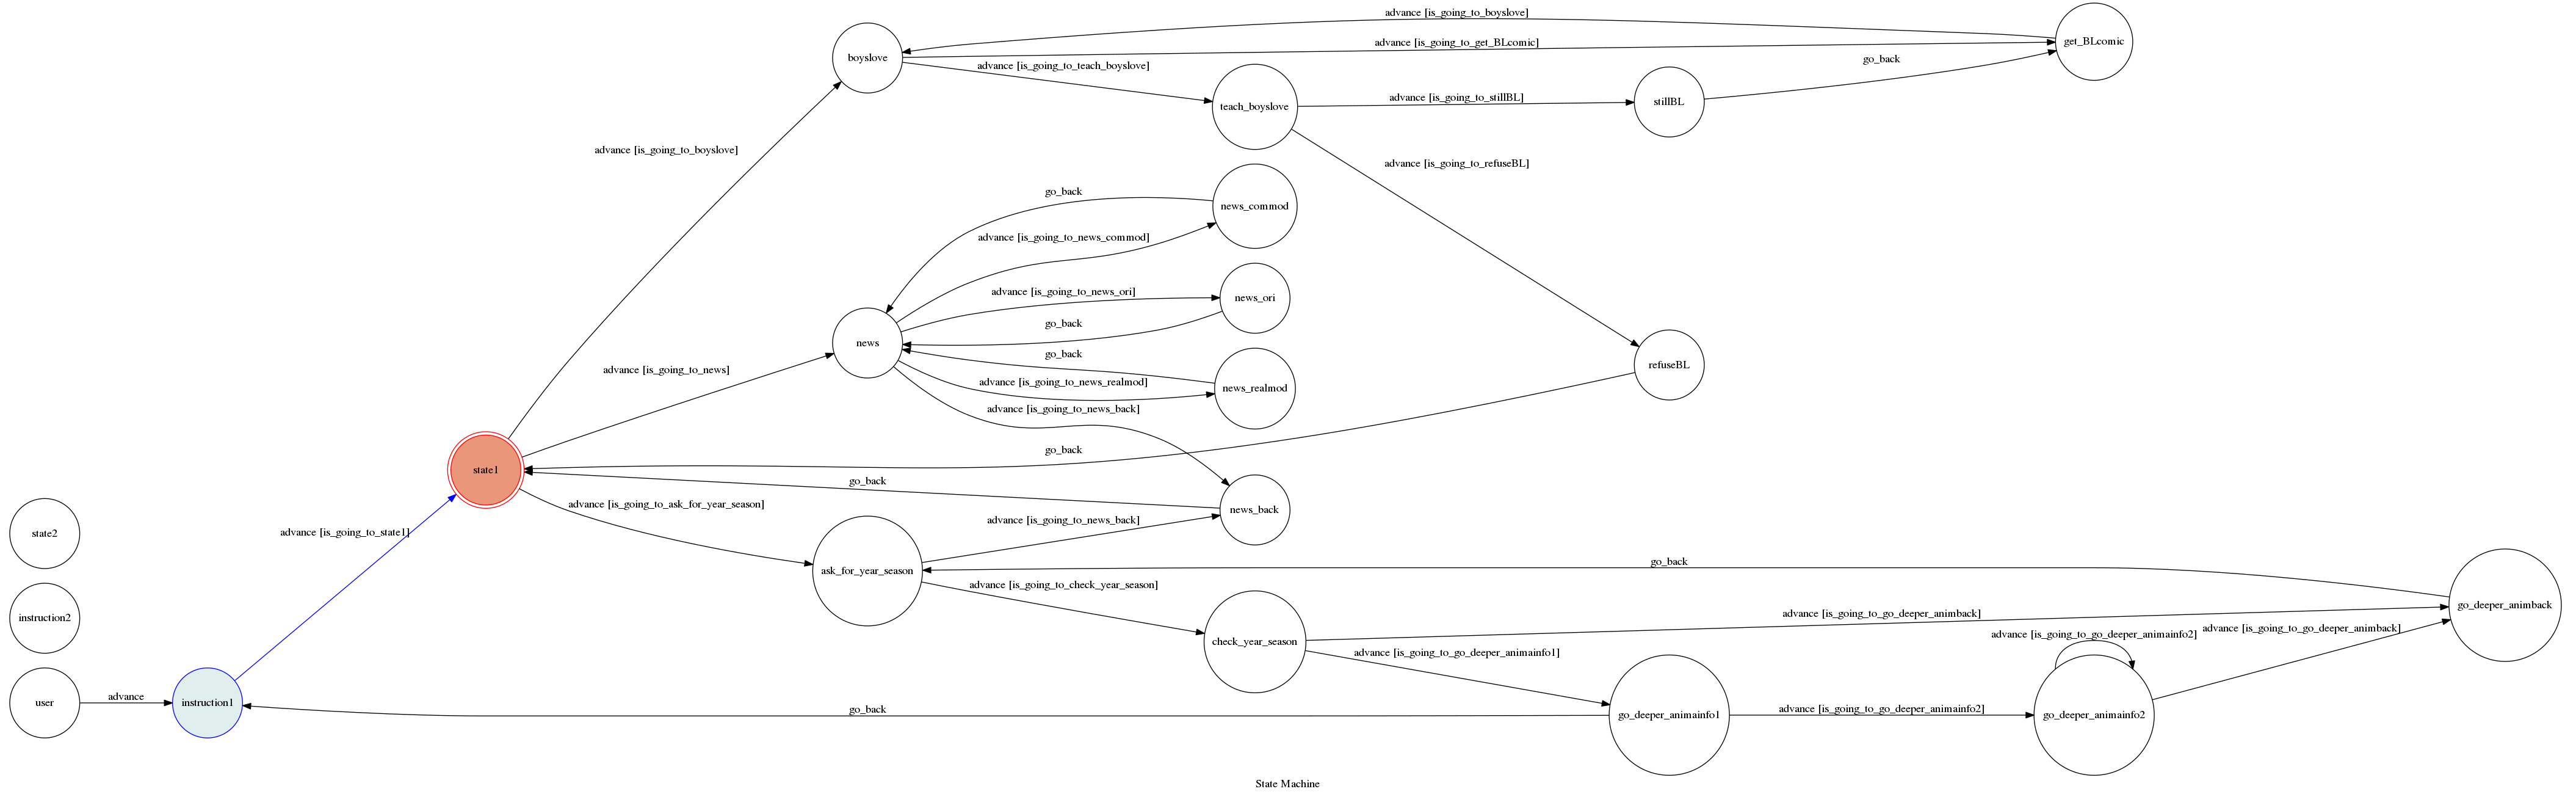 advance [is_going_to_boyslove]
get_BLcomic
advance [is_going_to_get_BLcomic]
boyslove
go_back
advance [is_going_to_teach_boyslove]
advance [is_going_to_stillBL]
stillBL
teach_boyslove
advance [is_going_to_boyslove]
advance [is_going_to_refuseBL]
go_back
news_commod
advance [is_going_to_news_commod]
advance [is_going_to_news_ori]
news_ori
go_back
news
go_back
advance [is_going_to_news]
refuseBL
advance [is_going_to_news_realmod]
news_realmod
advance [is_going_to_news_back]
go_back
state1
go_back
advance [is_going_to_ask_for_year_season]
news_back
advance [is_going_to_news_back]
advance [is_going_to_state1]
state2
go_back
ask_for_year_season
advance [is_going_to_check_year_season]
go_deeper_animback
advance [is_going_to_go_deeper_animback]
instruction2
advance [is_going_to_go_deeper_animback]
advance [is_going_to_go_deeper_animainfo2]
check_year_season
advance [is_going_to_go_deeper_animainfo1]
advance
user
instruction1
go_back
advance [is_going_to_go_deeper_animainfo2]
go_deeper_animainfo1
go_deeper_animainfo2
State Machine